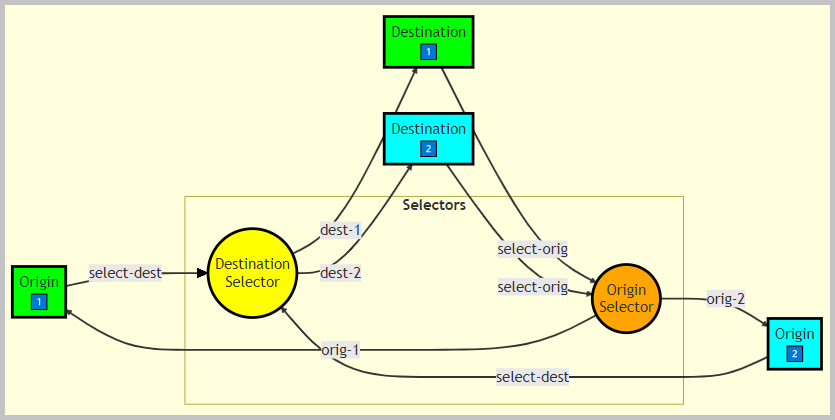 Destination
1
Destination
2
Selectors
dest-1
select-orig
select-dest
Destination
Selector
dest-2
Origin
1
select-orig
Origin
Selector
orig-2
Origin
2
orig-1
select-dest